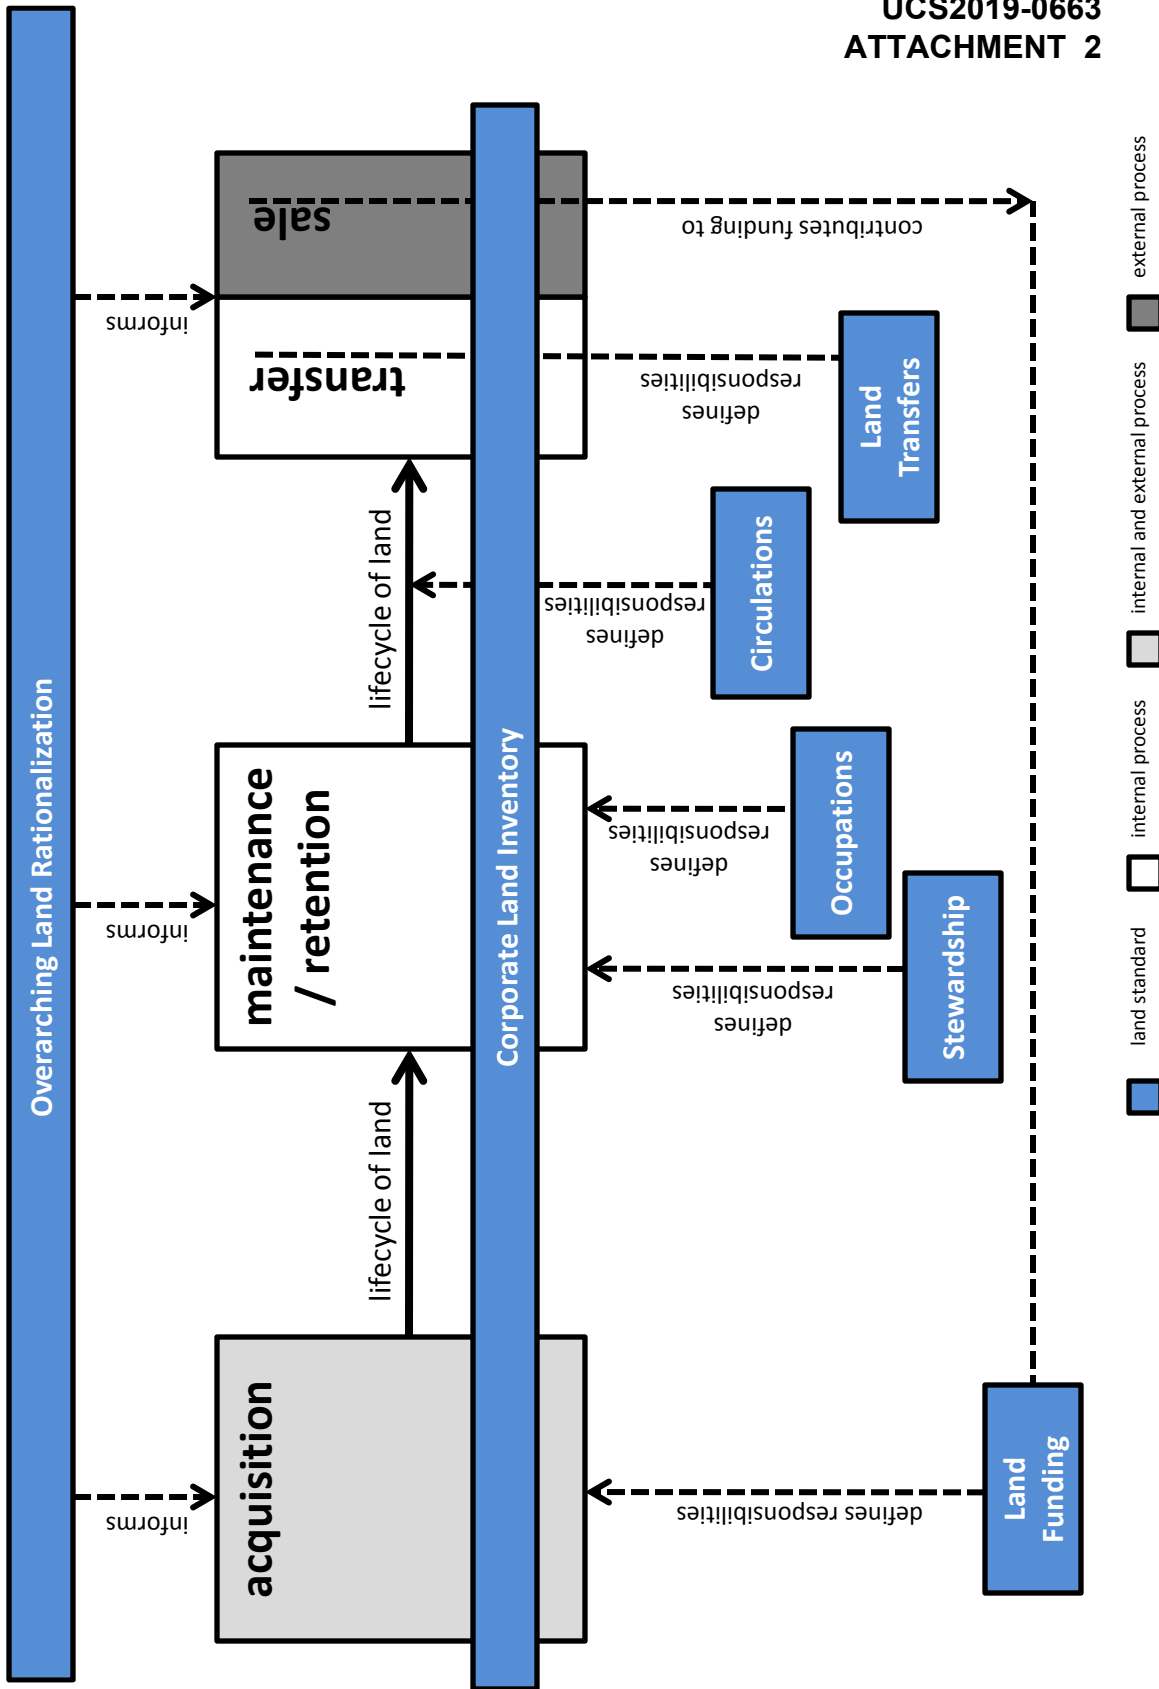 UCS2019-0663
ATTACHMENT 2
Overarching Land Rationalization
informs
informs
informs
acquisition
lifecycle of land
maintenance
/ retention
lifecycle of land
transfer
sale
Corporate Land Inventory
defines responsibilities
defines
responsibilities
defines
responsibilities
defines
responsibilities
defines
responsibilities
contributes funding to
Land
Funding
Stewardship
Occupations
Circulations
Land
Transfers
land standard
internal process
internal and external process
external process